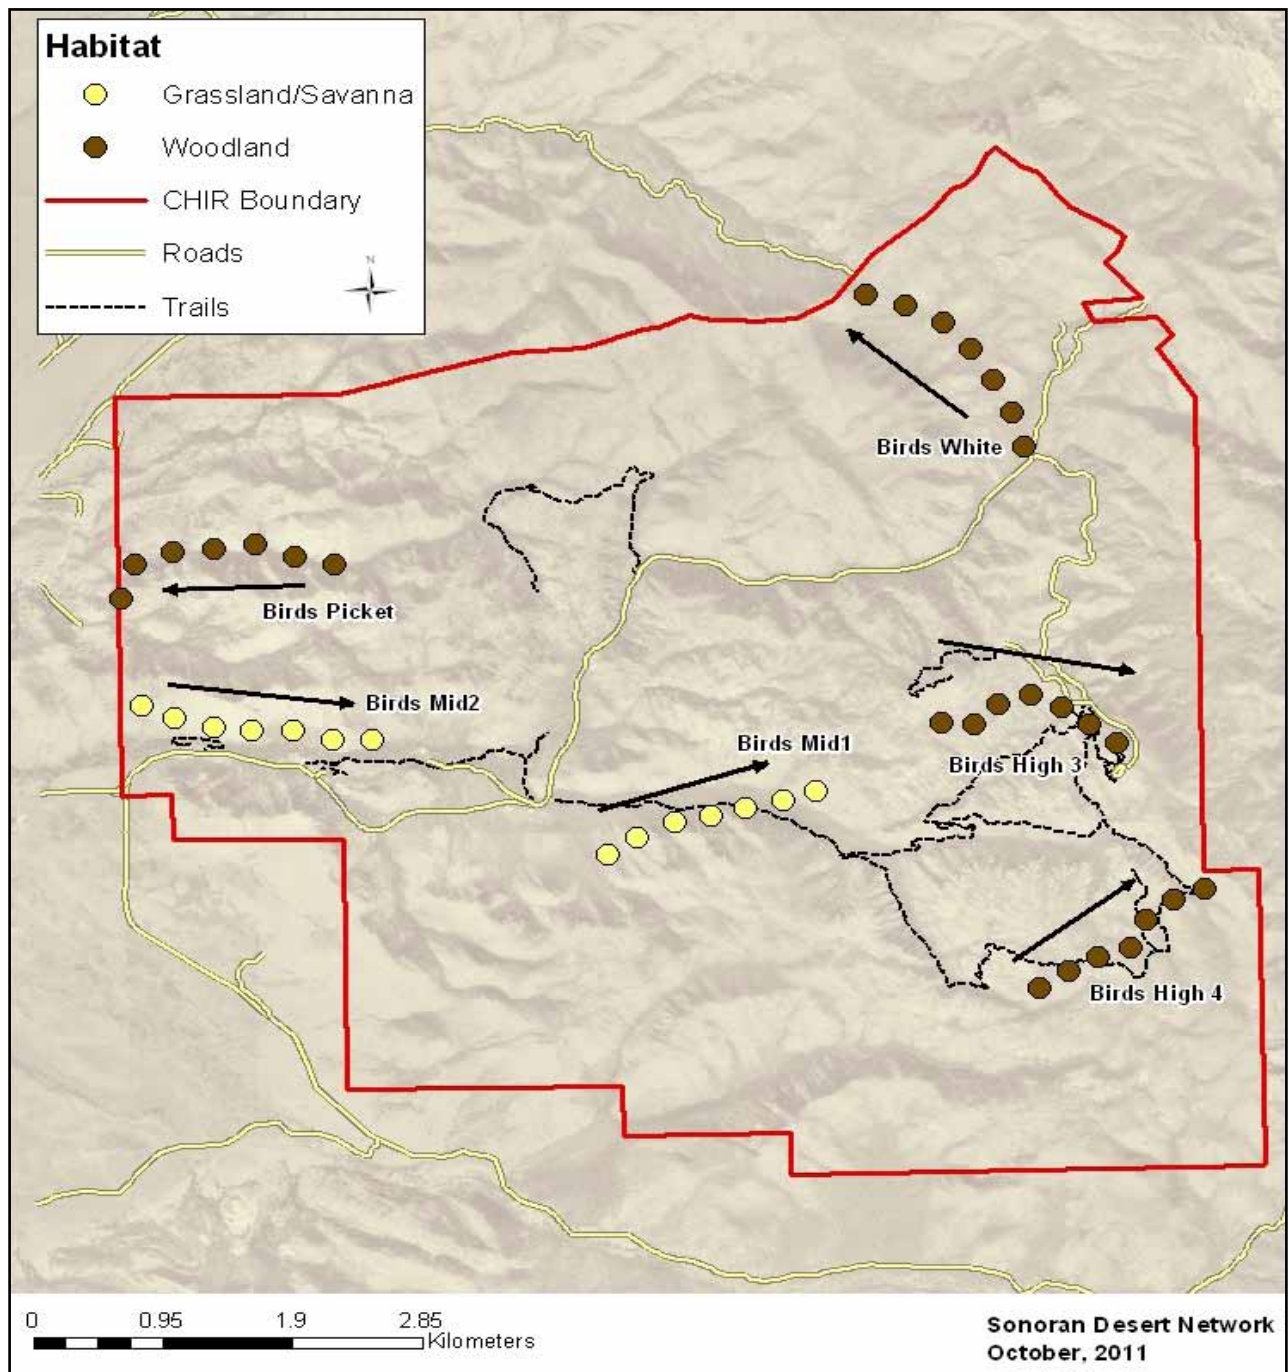 Habitat
Grassland/Savanna
Woodland
CHIR Boundary
Roads
Trails
N
Birds White
Birds Picket
Birds Mid2
Birds Mid1
Birds High 3
Birds High 4
0 0.95 1.9 2.85
Kilometers
Sonoran Desert Network
October, 2011